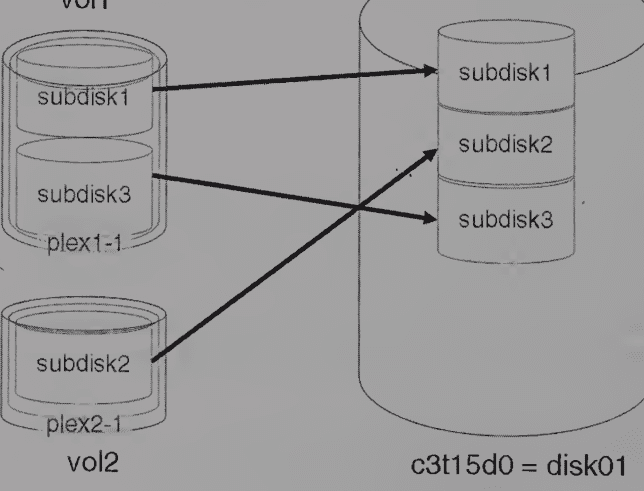 vol1
subdisk1
subdisk3
plex1-1
subdisk2
plex2-1
vol2
subdisk1
subdisk2
subdisk3
c3t15d0 = disk01